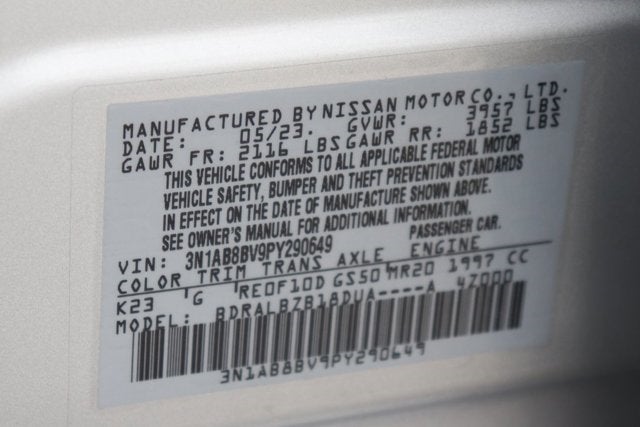 MANUFACTURED BY NISSAN MOTOR CO., LTD.
DATE: 05/23. GVWR: 3957 LBS
GAWR FR: 2116 LBS GAWR RR: 1852 LBS
THIS VEHICLE CONFORMS TO ALL APPLICABLE FEDERAL MOTOR
VEHICLE SAFETY, BUMPER AND THEFT PREVENTION STANDARDS
IN EFFECT ON THE DATE OF MANUFACTURE SHOWN ABOVE.
SEE OWNER'S MANUAL FOR ADDITIONAL INFORMATION.
VIN: 3N1AB8BV9PY290649 PASSENGER CAR.
COLOR TRIM TRANS AXLE ENGINE
K23 G RE0F10D GS50 MR20 1997 CC
MODEL: BDRALBZB18DUA----A 4Z000
3N1AB8BV9PY290649